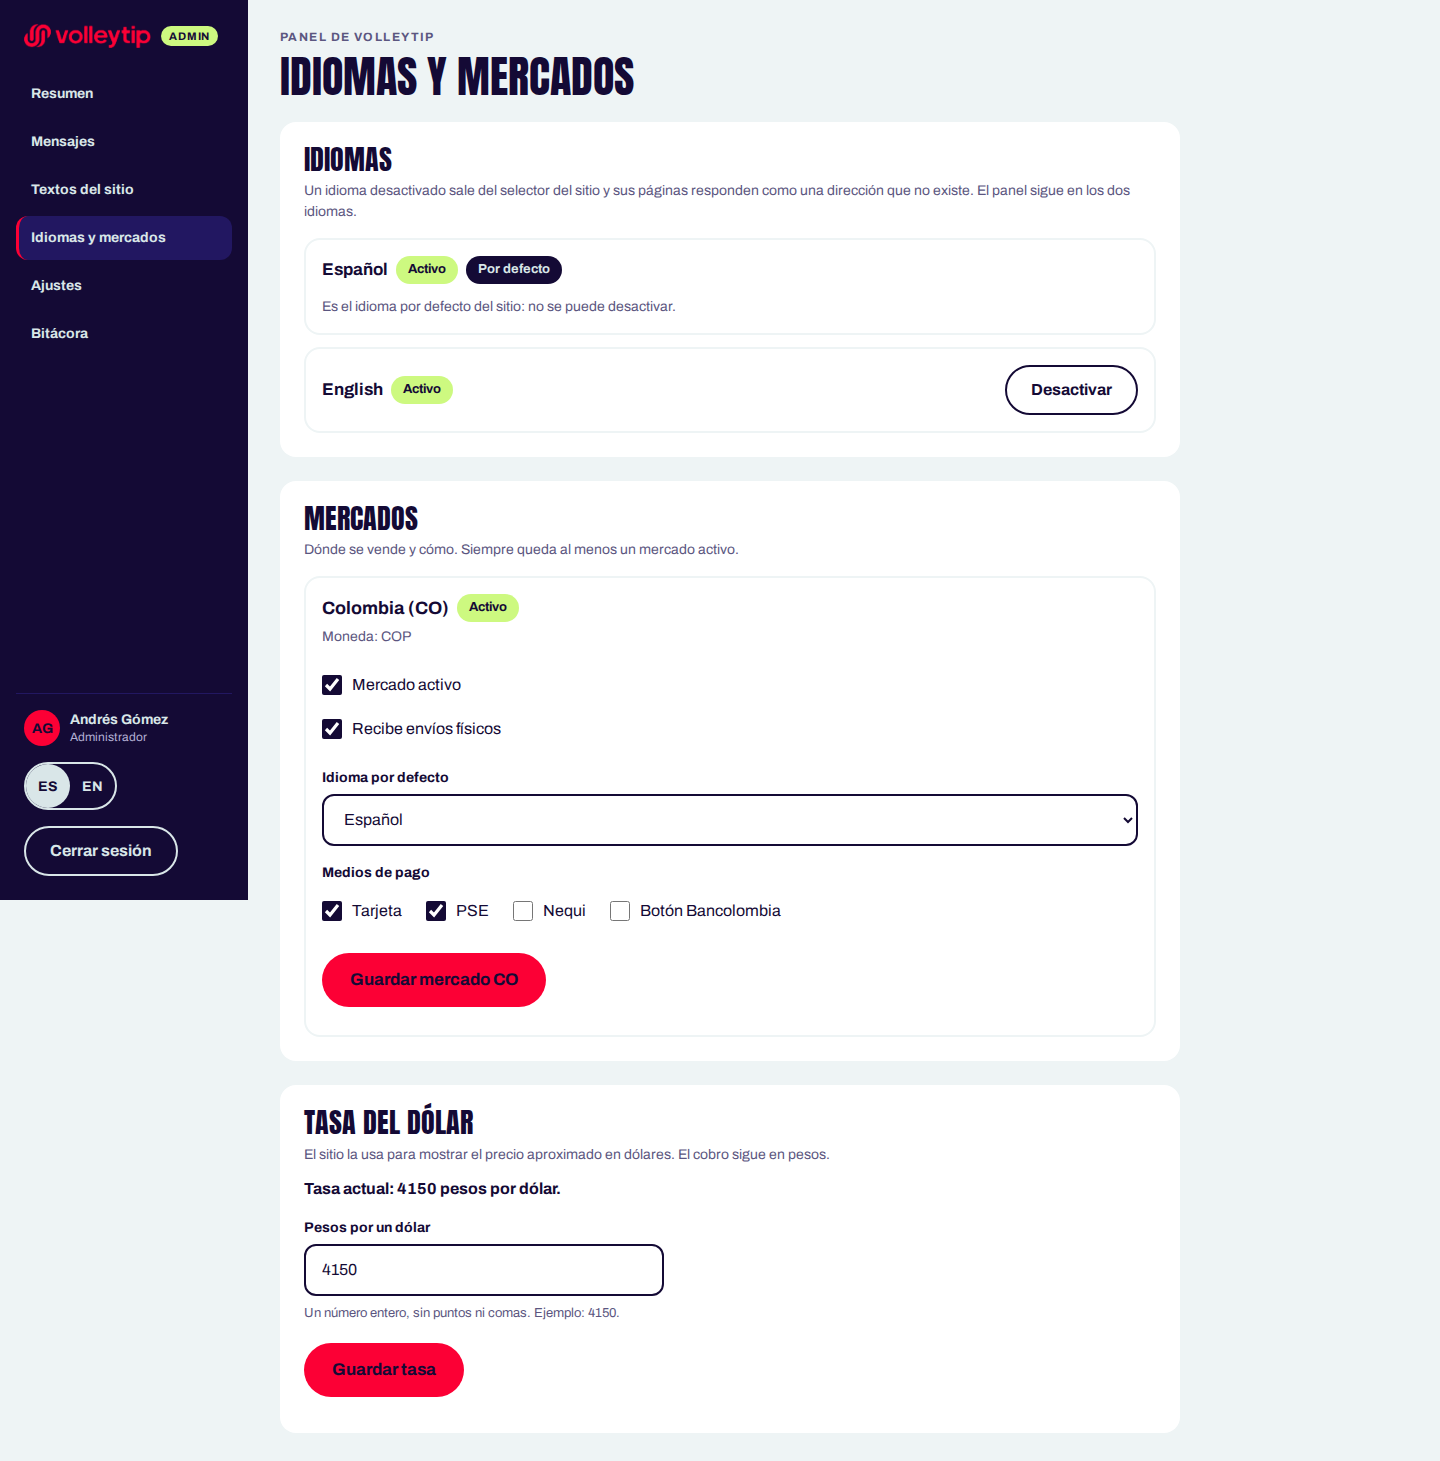 volleytip ADMIN
Resumen
Mensajes
Textos del sitio
Idiomas y mercados
Ajustes
Bitácora
AG Andrés Gómez
Administrador
ES EN
Cerrar sesión
PANEL DE VOLLEYTIP
IDIOMAS Y MERCADOS
IDIOMAS
Un idioma desactivado sale del selector del sitio y sus páginas responden como una dirección que no existe. El panel sigue en los dos
idiomas.
Español Activo Por defecto
Es el idioma por defecto del sitio: no se puede desactivar.
English Activo Desactivar
MERCADOS
Dónde se vende y cómo. Siempre queda al menos un mercado activo.
Colombia (CO) Activo
Moneda: COP
Mercado activo
Recibe envíos físicos
Idioma por defecto
Español
Medios de pago
Tarjeta PSE Nequi Botón Bancolombia
Guardar mercado CO
TASA DEL DÓLAR
El sitio la usa para mostrar el precio aproximado en dólares. El cobro sigue en pesos.
Tasa actual: 4150 pesos por dólar.
Pesos por un dólar
4150
Un número entero, sin puntos ni comas. Ejemplo: 4150.
Guardar tasa